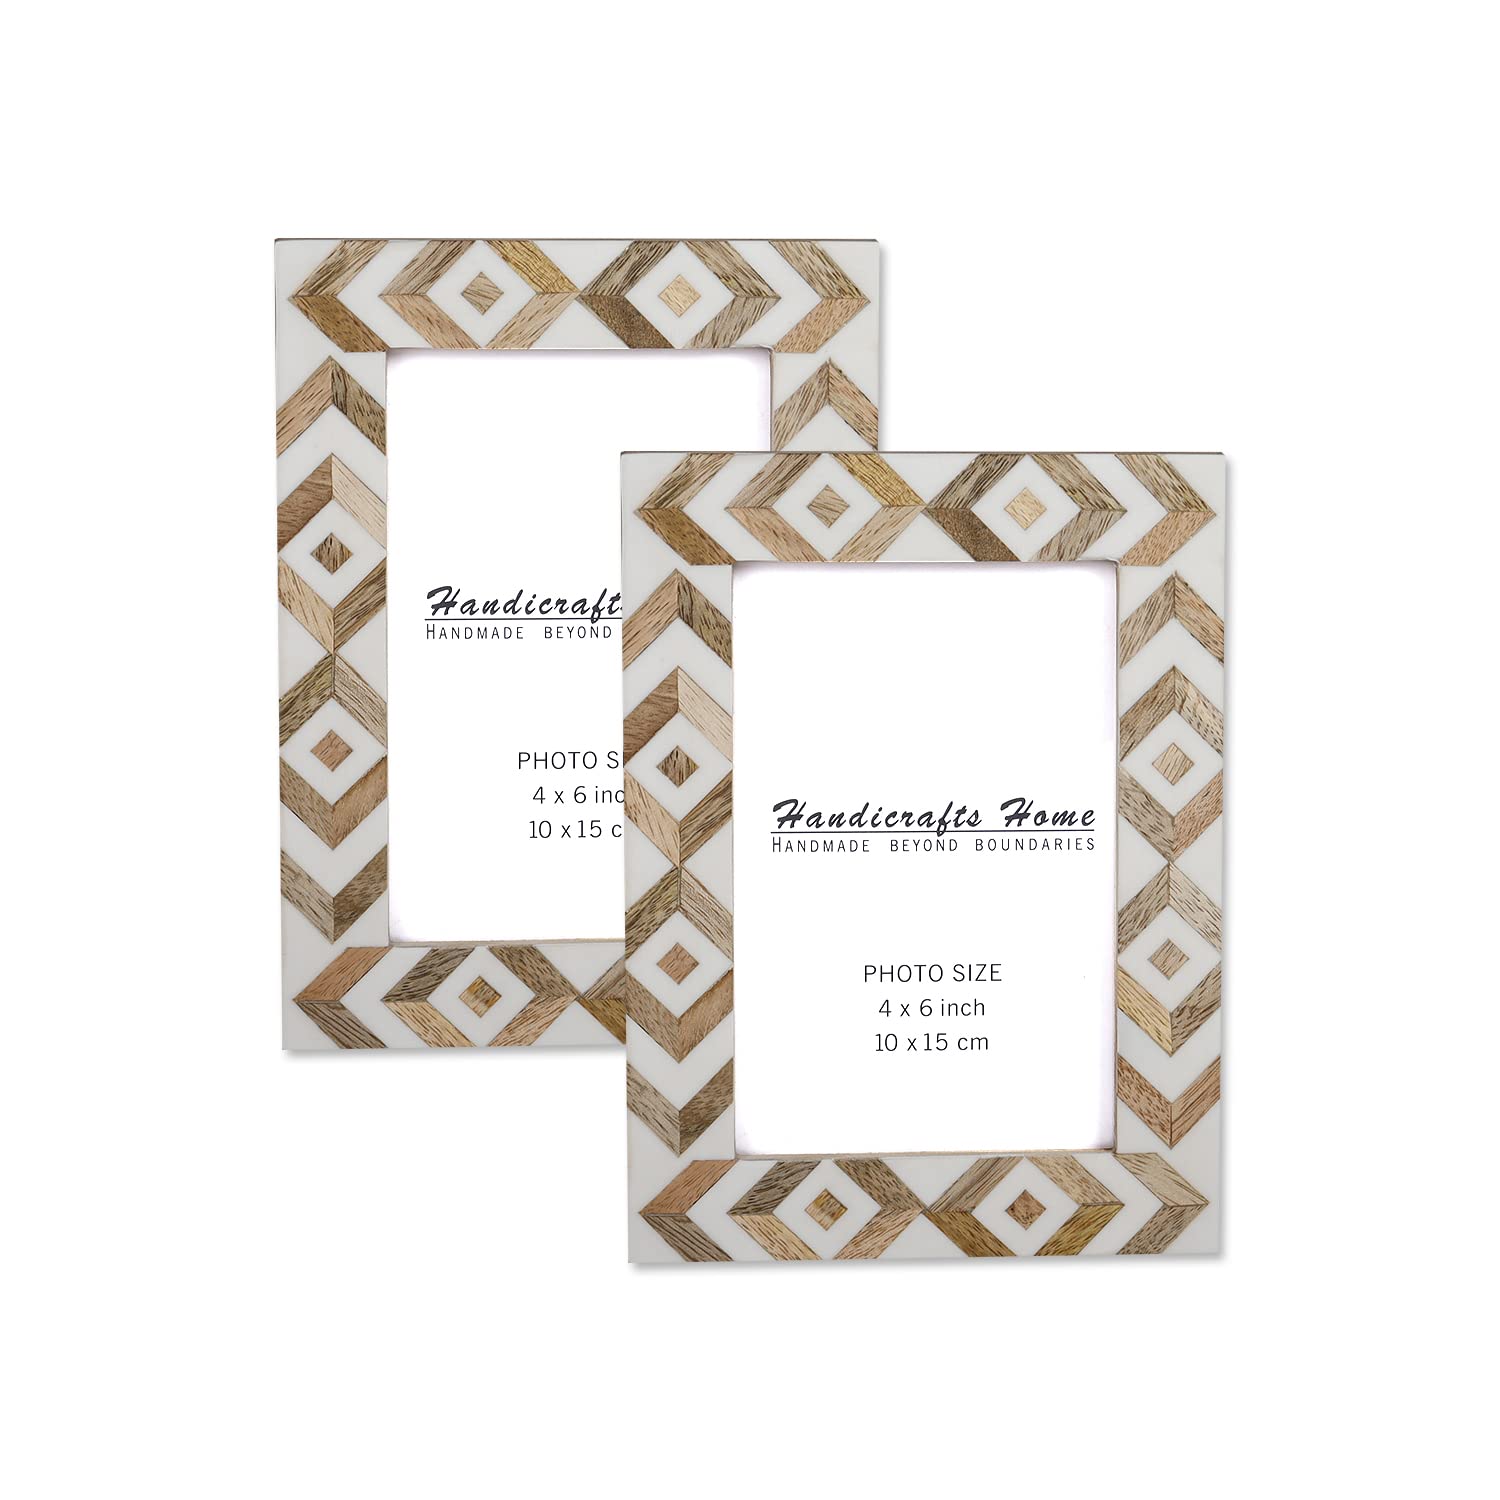 Handicrafts
HANDMADE BEYOND
PHOTO
4 x 6
10 x 15
Handicrafts Home
HANDMADE BEYOND BOUNDARIES
PHOTO SIZE
4 x 6 inch
10 x 15 cm